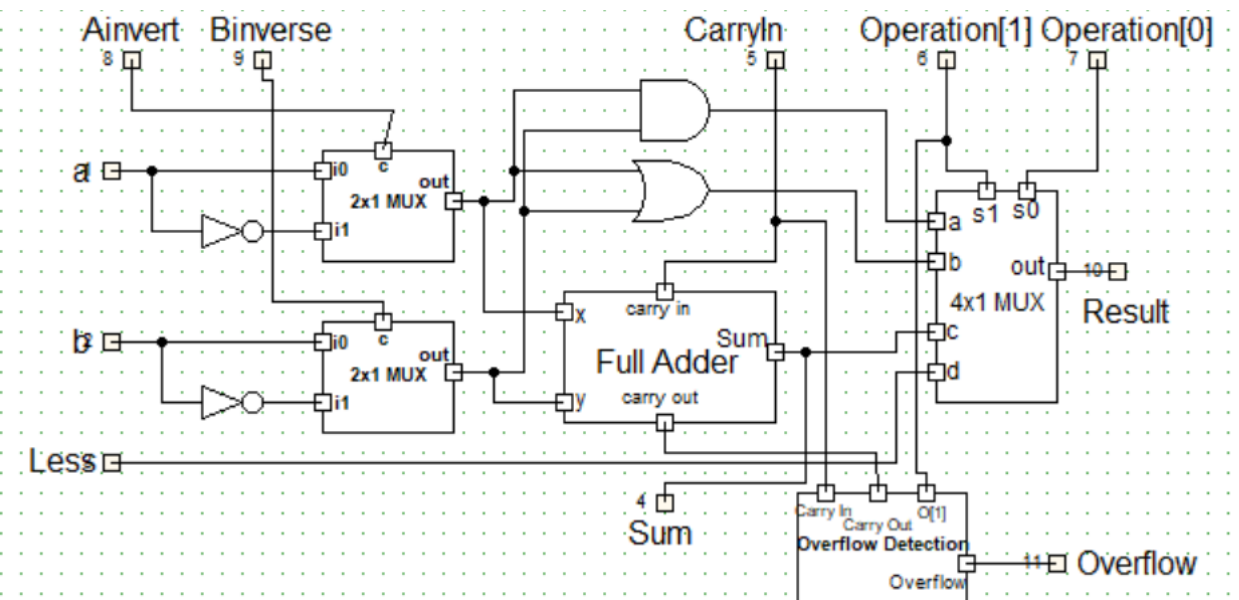 Ainvert Binverse CarryIn Operation[1] Operation[0]
8 9 5 6 7
a i0 c out
2x1 MUX
i1
a s1 s0
b out 10
4x1 MUX Result
c
d
carry in
x
Sum
Full Adder
carry out
y
b 2 i0 c out
2x1 MUX
i1
Less
4
Sum
Carry In O[1]
Carry Out
Overflow Detection
11 Overflow
Overflow